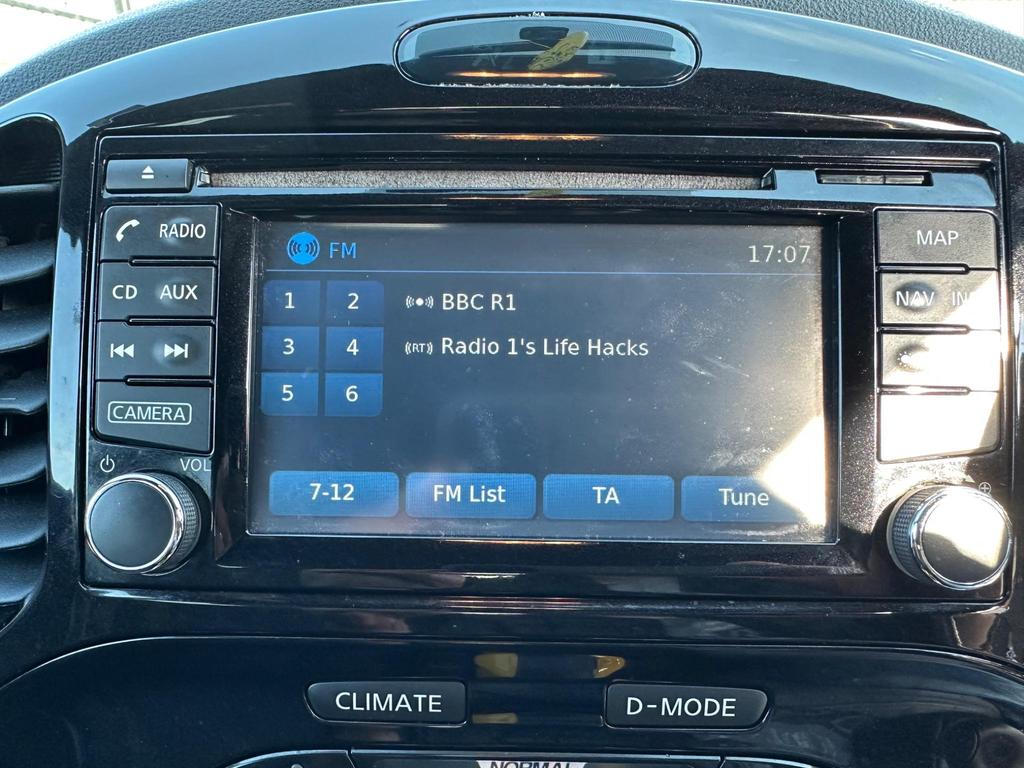 FM
17:07
RADIO
MAP
1 2
BBC R1
CD AUX
NAV
3 4
RT Radio 1's Life Hacks
5 6
CAMERA
VOL
7-12 FM List TA Tune
CLIMATE
D-MODE
NORMAL